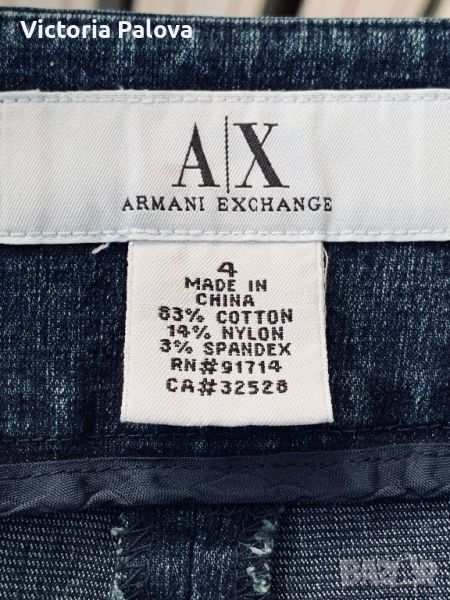 Victoria Palova
A|X
ARMANI EXCHANGE
4
MADE IN
CHINA
83% COTTON
14% NYLON
3% SPANDEX
RN#91714
CA#32528